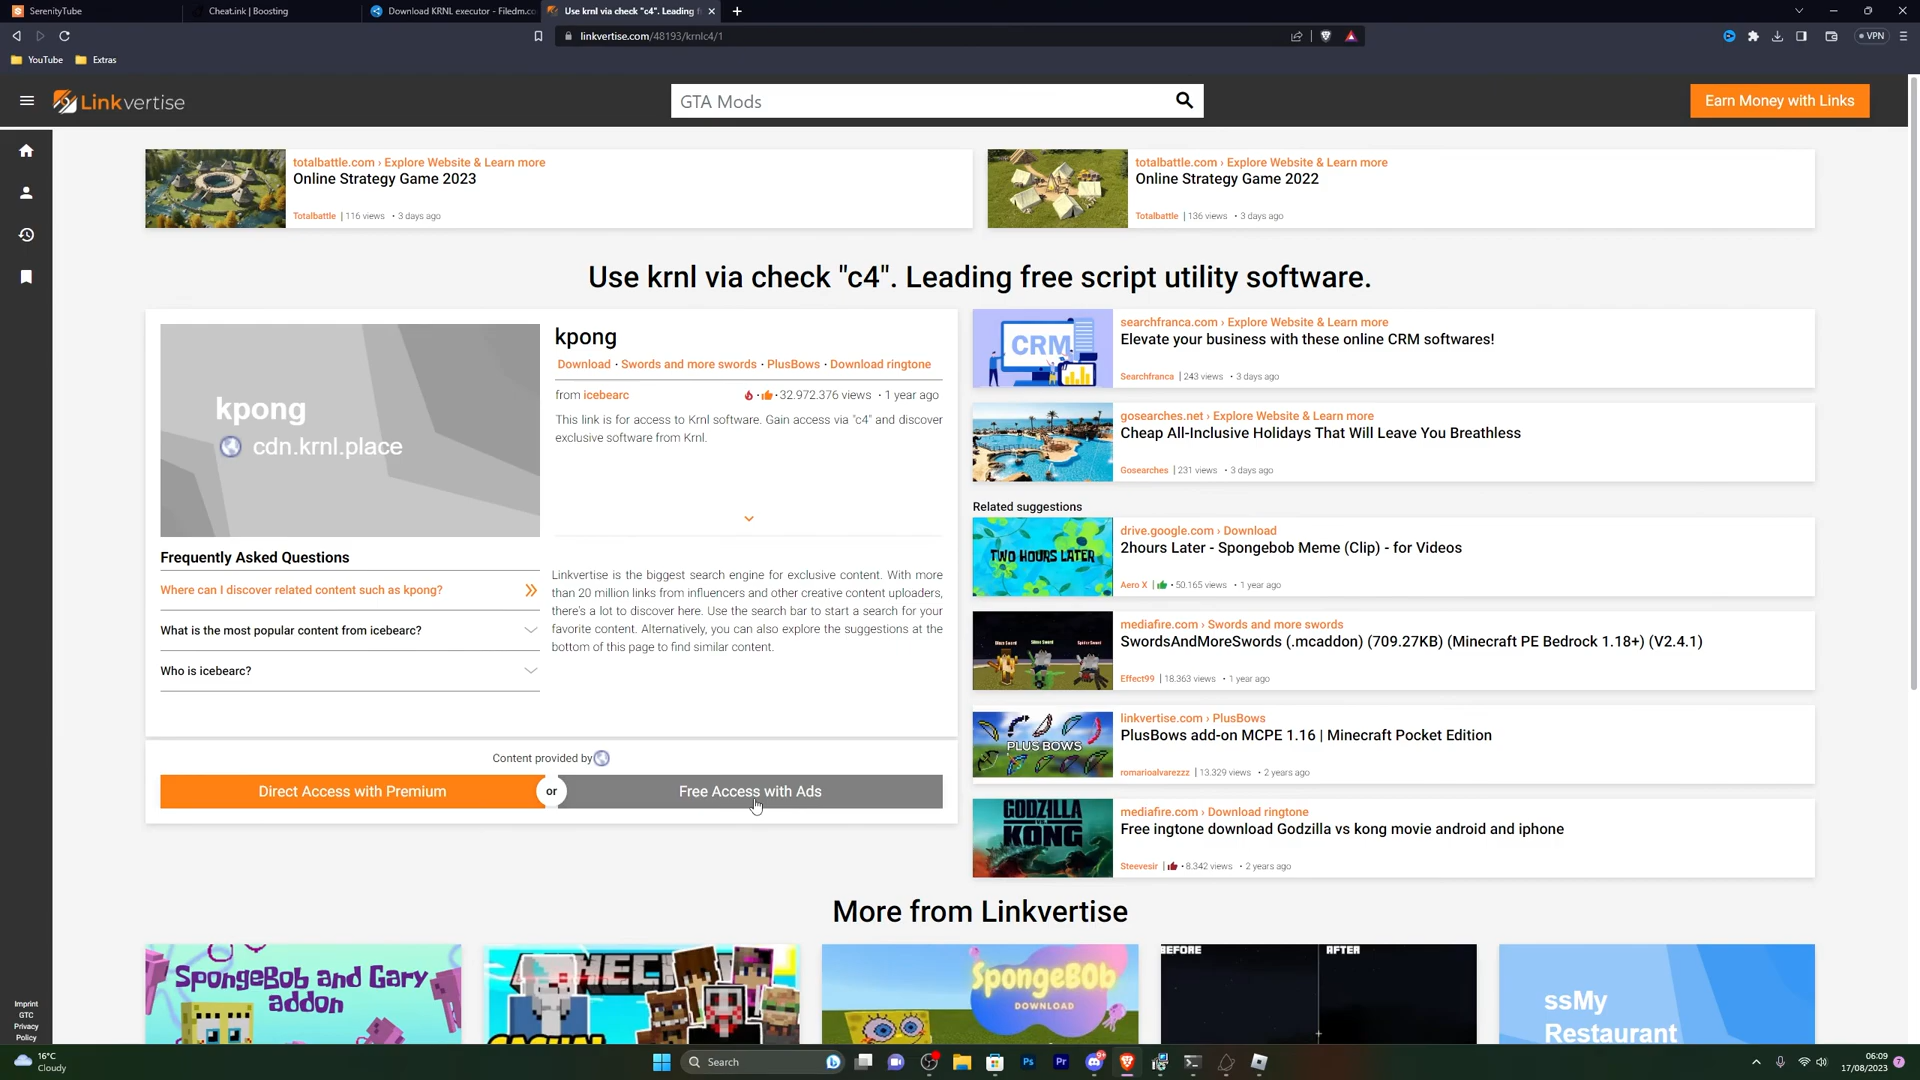 SerenityTube
Cheat.ink | Boosting
Download KRNL executor - Filedm.co
Use krnl via check "c4". Leading f
linkvertise.com/48193/krnlc4/1
VPN
YouTube
Extras
Linkvertise
GTA Mods
Earn Money with Links
totalbattle.com › Explore Website & Learn more
Online Strategy Game 2023
Totalbattle | 116 views • 3 days ago
totalbattle.com › Explore Website & Learn more
Online Strategy Game 2022
Totalbattle | 136 views • 3 days ago
Use krnl via check "c4". Leading free script utility software.
kpong
cdn.krnl.place
kpong
Download · Swords and more swords · PlusBows · Download ringtone
from icebearc
32.972.376 views • 1 year ago
This link is for access to Krnl software. Gain access via "c4" and discover
exclusive software from Krnl.
Frequently Asked Questions
Where can I discover related content such as kpong?
What is the most popular content from icebearc?
Who is icebearc?
Linkvertise is the biggest search engine for exclusive content. With more
than 20 million links from influencers and other creative content uploaders,
there's a lot to discover here. Use the search bar to start a search for your
favorite content. Alternatively, you can also explore the suggestions at the
bottom of this page to find similar content.
Content provided by
Direct Access with Premium
or
Free Access with Ads
CRM
searchfranca.com › Explore Website & Learn more
Elevate your business with these online CRM softwares!
Searchfranca | 243 views • 3 days ago
gosearches.net › Explore Website & Learn more
Cheap All-Inclusive Holidays That Will Leave You Breathless
Gosearches | 231 views • 3 days ago
Related suggestions
TWO HOURS LATER
drive.google.com › Download
2hours Later - Spongebob Meme (Clip) - for Videos
Aero X | • 50.165 views • 1 year ago
mediafire.com › Swords and more swords
SwordsAndMoreSwords (.mcaddon) (709.27KB) (Minecraft PE Bedrock 1.18+) (V2.4.1)
Effect99 | 18.363 views • 1 year ago
PLUS BOWS
linkvertise.com › PlusBows
PlusBows add-on MCPE 1.16 | Minecraft Pocket Edition
romarioalvarezzz | 13.329 views • 2 years ago
GODZILLA
VS
KONG
mediafire.com › Download ringtone
Free ingtone download Godzilla vs kong movie android and iphone
Steevesir | • 8.342 views • 2 years ago
More from Linkvertise
SpongeBob and Gary
addon
CASUAL
SpongeBob
DOWNLOAD
BEFORE
AFTER
ssMy
Restaurant
Imprint
GTC
Privacy
Policy
16°C
Cloudy
Search
Ps
Pr
06:09
17/08/2023
7